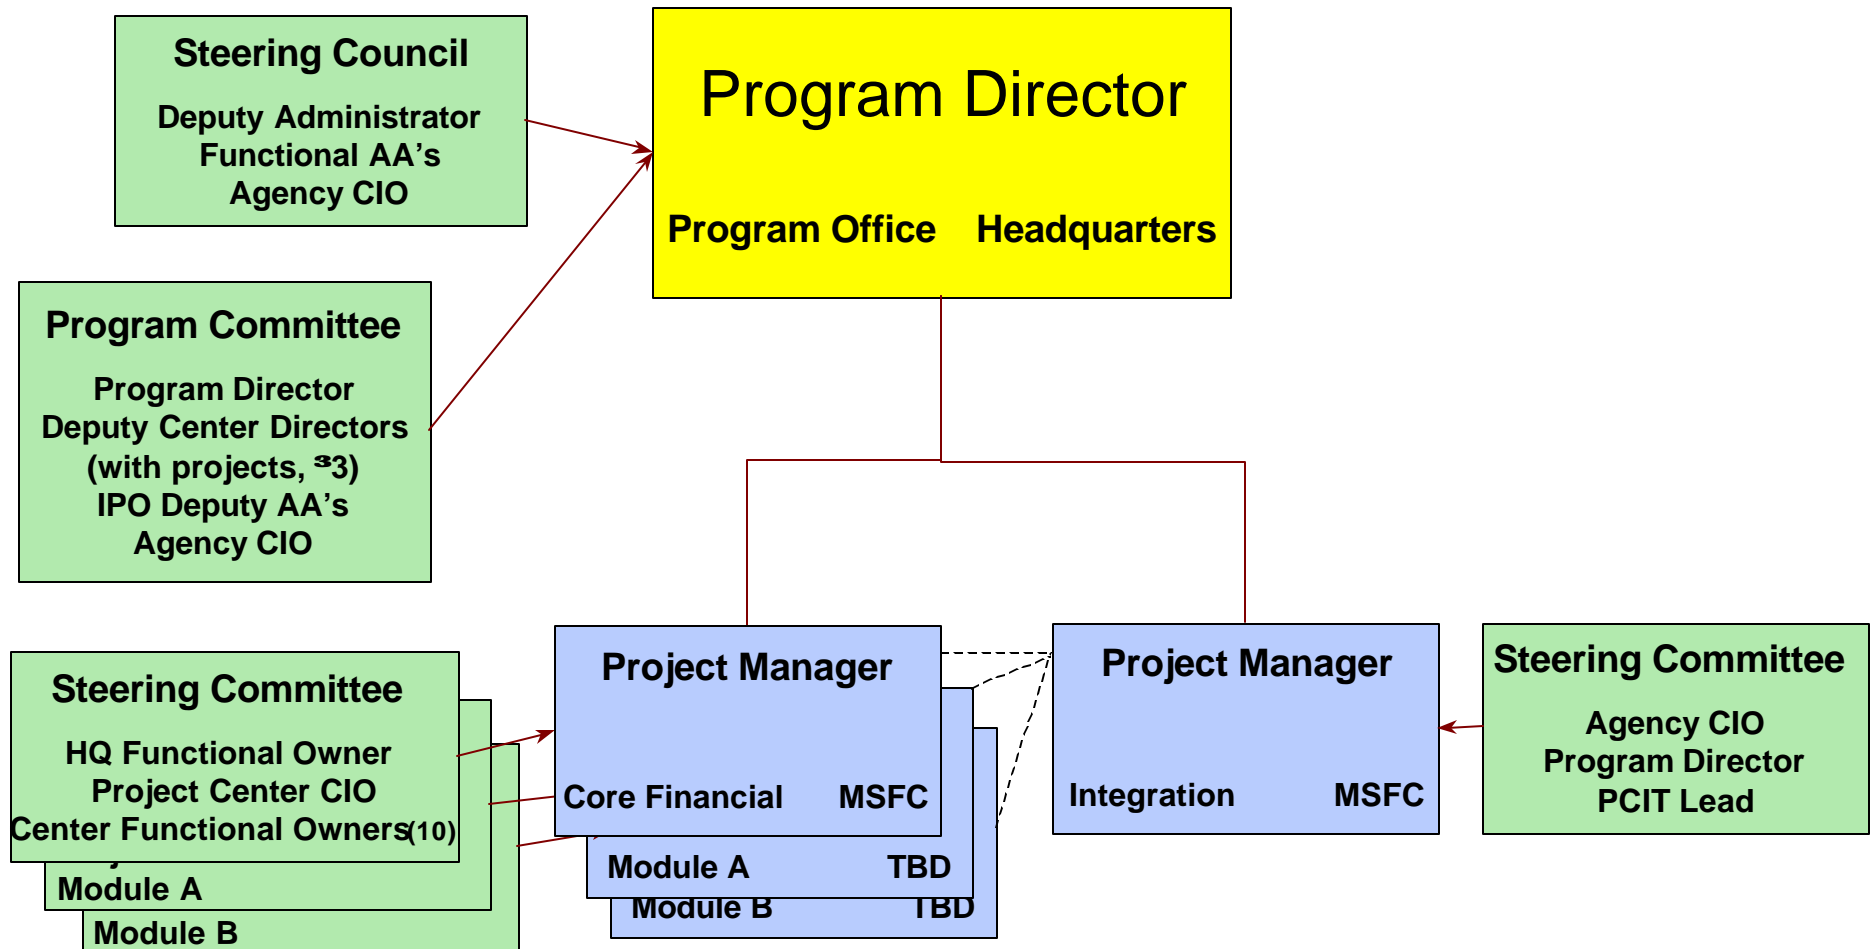 Steering Council
Deputy Administrator
Functional AA's
Agency CIO
Program Director
Program Office Headquarters
Program Committee
Program Director
Deputy Center Directors
(with projects, ³3)
IPO Deputy AA's
Agency CIO
Steering Committee
HQ Functional Owner
Project Center CIO
Center Functional Owners(10)
Module A
Module B
Project Manager
Core Financial MSFC
Module A TBD
Module B TBD
Project Manager
Integration MSFC
Steering Committee
Agency CIO
Program Director
PCIT Lead